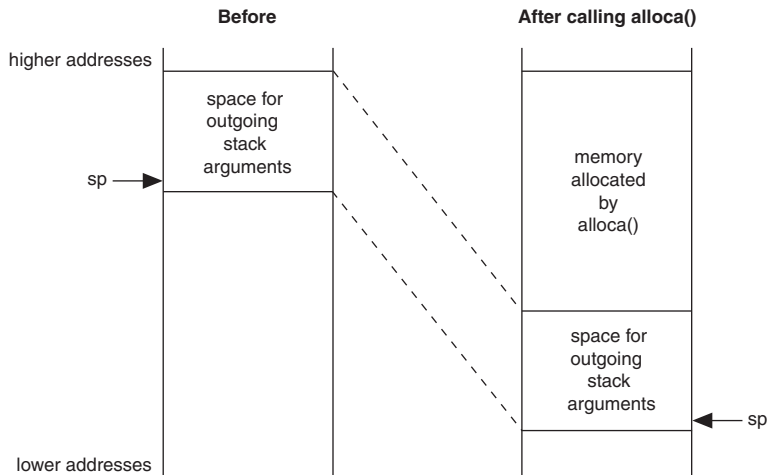 Before
After calling alloca()
higher addresses
space for
outgoing
stack
arguments
sp
memory
allocated
by
alloca()
space for
outgoing
stack
arguments
sp
lower addresses